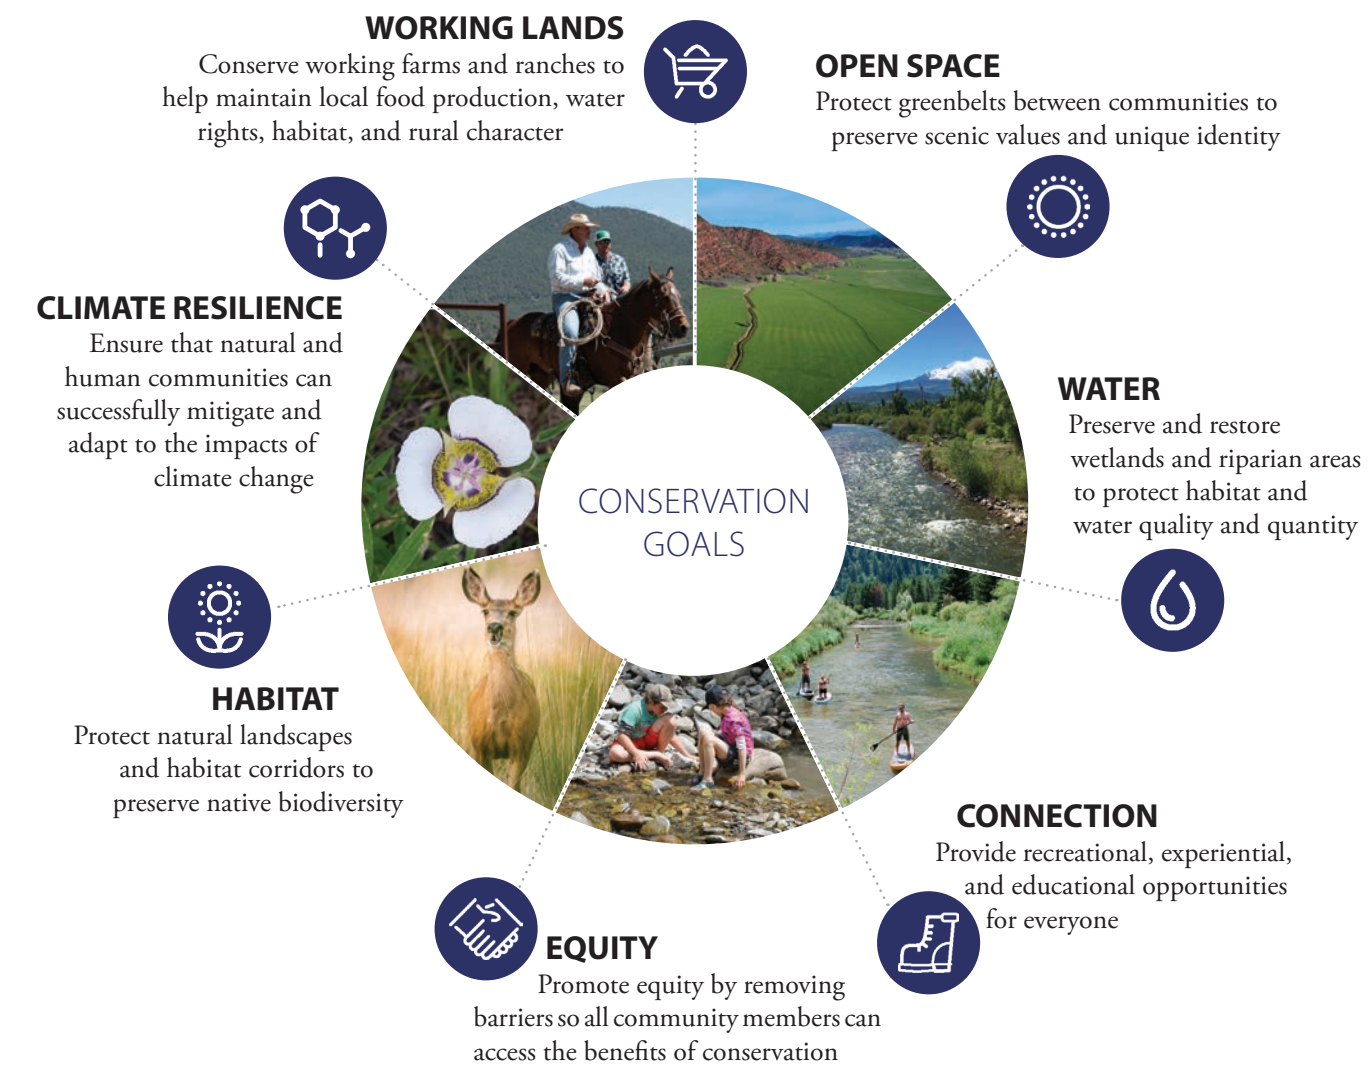 WORKING LANDS
Conserve working farms and ranches to
help maintain local food production, water
rights, habitat, and rural character
OPEN SPACE
Protect greenbelts between communities to
preserve scenic values and unique identity
WATER
Preserve and restore
wetlands and riparian areas
to protect habitat and
water quality and quantity
CONNECTION
Provide recreational, experiential,
and educational opportunities
for everyone
EQUITY
Promote equity by removing
barriers so all community members can
access the benefits of conservation
HABITAT
Protect natural landscapes
and habitat corridors to
preserve native biodiversity
CLIMATE RESILIENCE
Ensure that natural and
human communities can
successfully mitigate and
adapt to the impacts of
climate change
CONSERVATION
GOALS